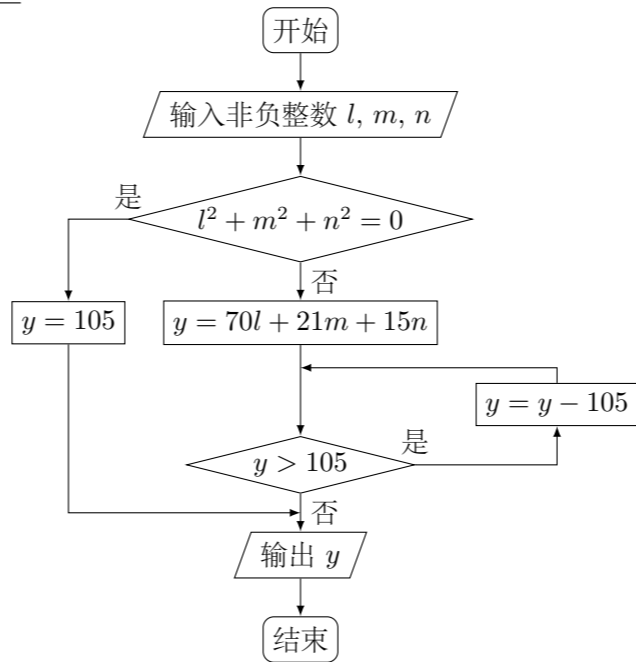 开始
输入非负整数 l, m, n
l² + m² + n² = 0
是
否
y = 105
y = 70l + 21m + 15n
y = y − 105
y > 105
是
否
输出 y
结束